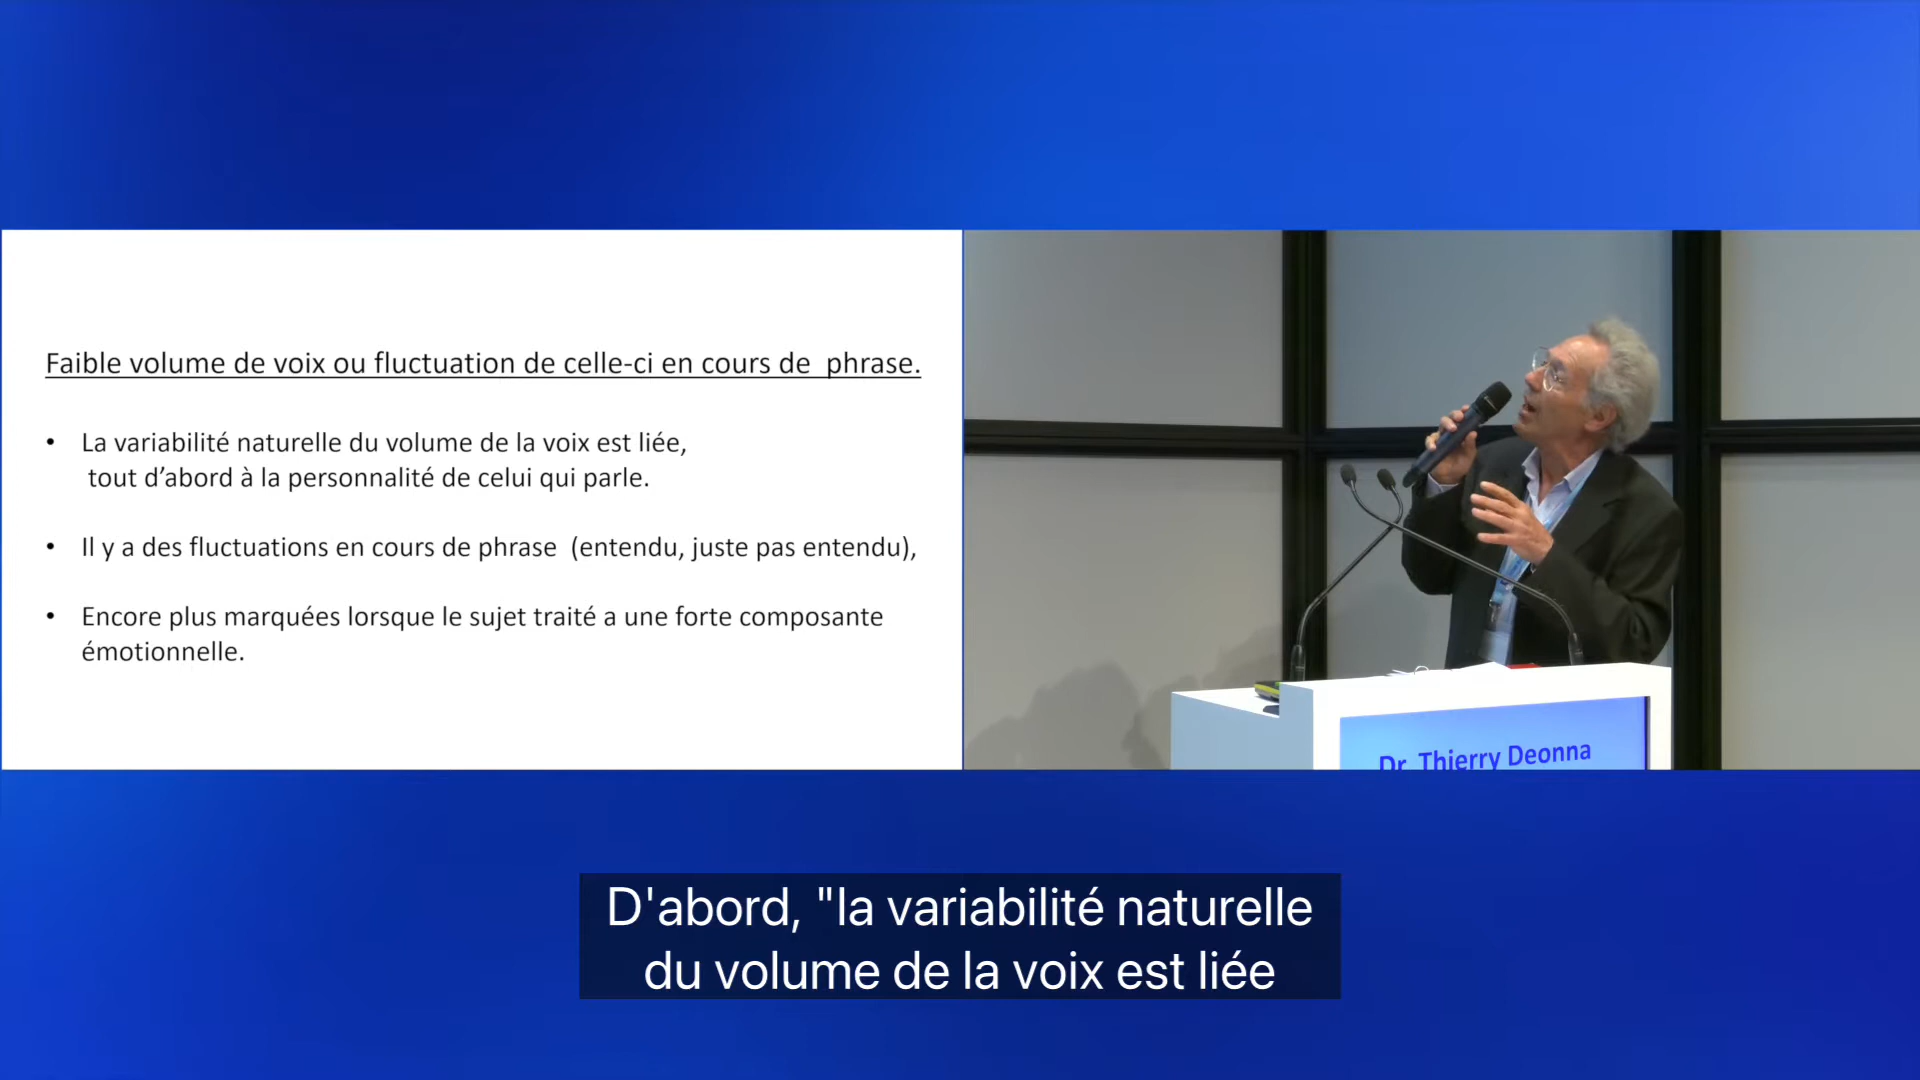 Faible volume de voix ou fluctuation de celle-ci en cours de phrase.
• La variabilité naturelle du volume de la voix est liée,
tout d’abord à la personnalité de celui qui parle.
• Il y a des fluctuations en cours de phrase (entendu, juste pas entendu),
• Encore plus marquées lorsque le sujet traité a une forte composante
émotionnelle.
Dr. Thierry Deonna
D'abord, "la variabilité naturelle
du volume de la voix est liée